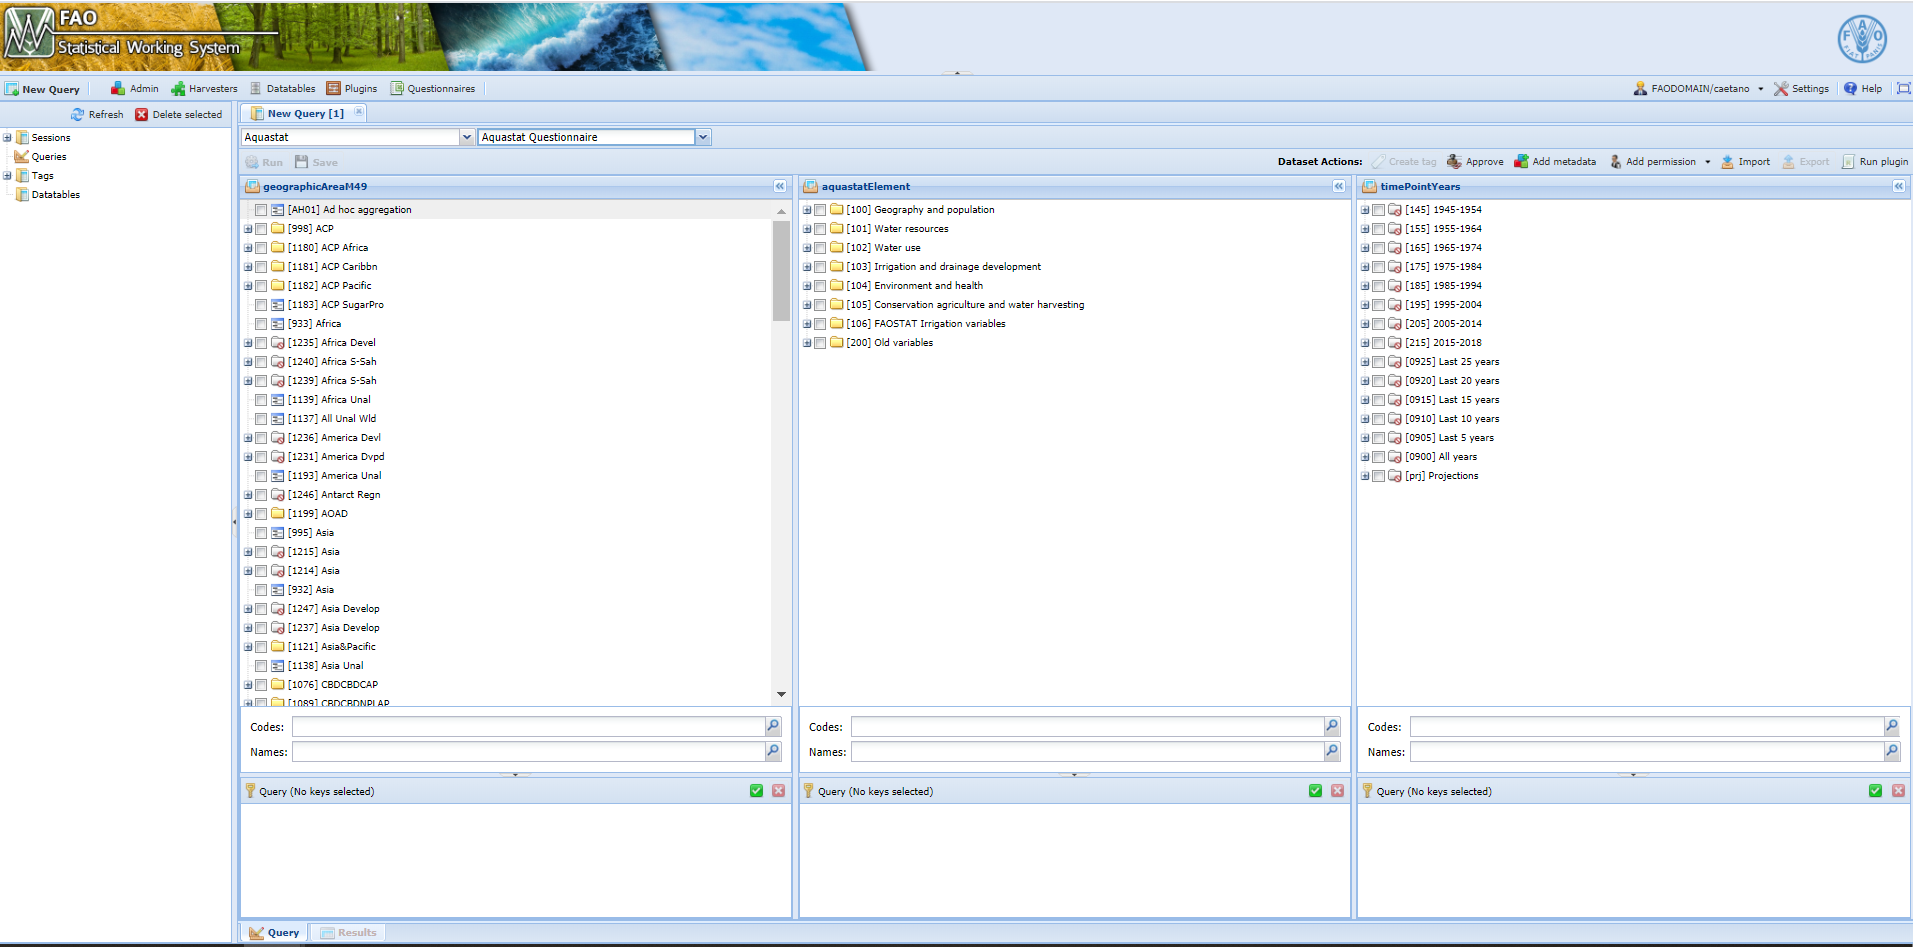 FAO
Statistical Working System
New Query Admin Harvesters Datatables Plugins Questionnaires FAODOMAIN/caetano Settings Help
Refresh Delete selected
Sessions
Queries
Tags
Datatables
New Query [1]
Aquastat Aquastat Questionnaire
Run Save Dataset Actions: Create tag Approve Add metadata Add permission Import Export Run plugin
geographicAreaM49
[AH01] Ad hoc aggregation
[998] ACP
[1180] ACP Africa
[1181] ACP Caribbn
[1182] ACP Pacific
[1183] ACP SugarPro
[933] Africa
[1235] Africa Devel
[1240] Africa S-Sah
[1239] Africa S-Sah
[1139] Africa Unal
[1137] All Unal Wld
[1236] America Devl
[1231] America Dvpd
[1193] America Unal
[1246] Antarct Regn
[1199] AOAD
[995] Asia
[1215] Asia
[1214] Asia
[932] Asia
[1247] Asia Develop
[1237] Asia Develop
[1121] Asia&Pacific
[1138] Asia Unal
[1076] CBDCBDCAP
[1089] CBDCBDNPLAP
Codes:
Names:
Query (No keys selected)
aquastatElement
[100] Geography and population
[101] Water resources
[102] Water use
[103] Irrigation and drainage development
[104] Environment and health
[105] Conservation agriculture and water harvesting
[106] FAOSTAT Irrigation variables
[200] Old variables
Codes:
Names:
Query (No keys selected)
timePointYears
[145] 1945-1954
[155] 1955-1964
[165] 1965-1974
[175] 1975-1984
[185] 1985-1994
[195] 1995-2004
[205] 2005-2014
[215] 2015-2018
[0925] Last 25 years
[0920] Last 20 years
[0915] Last 15 years
[0910] Last 10 years
[0905] Last 5 years
[0900] All years
[prj] Projections
Codes:
Names:
Query (No keys selected)
Query Results